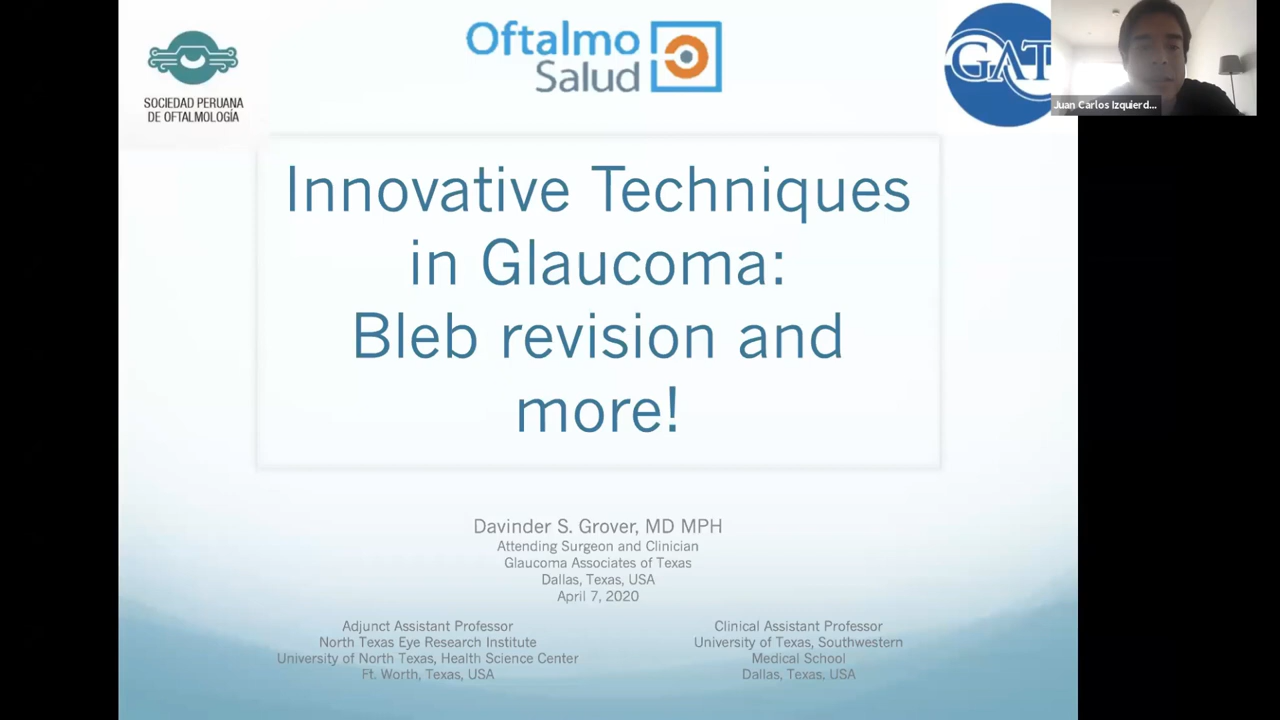 SOCIEDAD PERUANA
DE OFTALMOLOGÍA
Oftalmo
Salud
GAT
Juan Carlos Izquierd...
Innovative Techniques
in Glaucoma:
Bleb revision and
more!
Davinder S. Grover, MD MPH
Attending Surgeon and Clinician
Glaucoma Associates of Texas
Dallas, Texas, USA
April 7, 2020
Adjunct Assistant Professor
North Texas Eye Research Institute
University of North Texas, Health Science Center
Ft. Worth, Texas, USA
Clinical Assistant Professor
University of Texas, Southwestern
Medical School
Dallas, Texas, USA